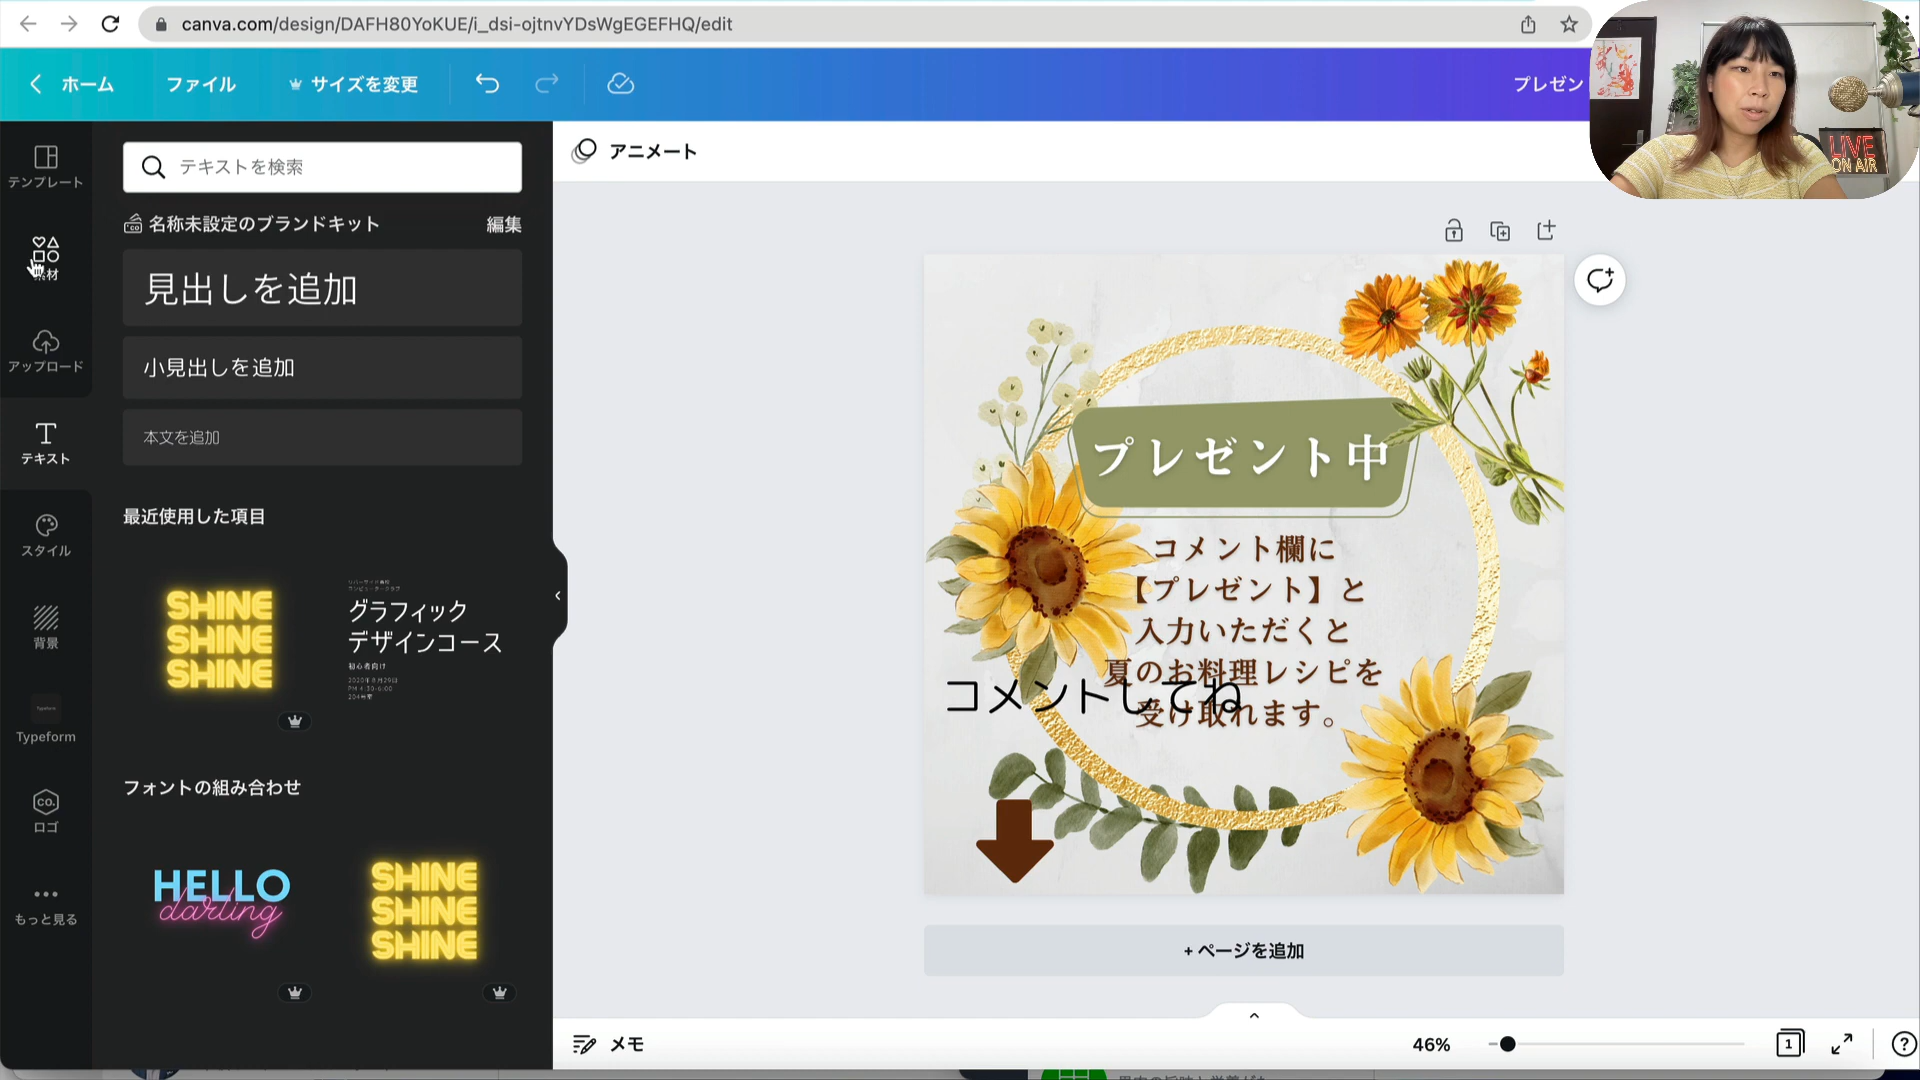 canva.com/design/DAFH80YoKUE/i_dsi-ojtnvYDsWgEGEFHQ/edit
ホーム
ファイル
サイズを変更
プレゼン
LIVE
ON AIR
テンプレート
素材
アップロード
テキスト
スタイル
背景
Typeform
ロゴ
CO.
もっと見る
テキストを検索
名称未設定のブランドキット
編集
見出しを追加
小見出しを追加
本文を追加
最近使用した項目
SHINE
SHINE
SHINE
グラフィック
デザインコース
初心者向け
フォントの組み合わせ
HELLO
darling
SHINE
SHINE
SHINE
アニメート
プレゼント中
コメント欄に
【プレゼント】と
入力いただくと
夏のお料理レシピを
受け取れます。
コメントしてね
+ ページを追加
メモ
46%
1
?